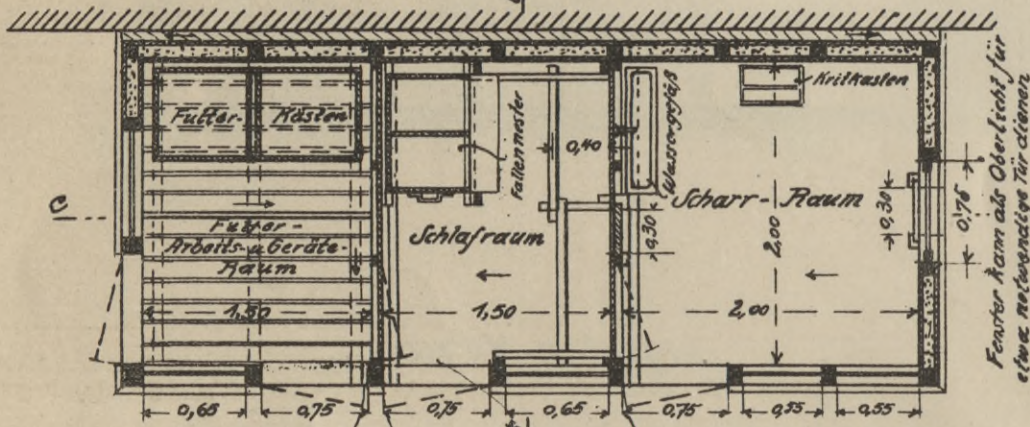 Futter- Kästen
Futter-
Arbeits- u. Geräte-
Raum
1,50
Fallennester
0,40
Schlafraum
1,50
Wassergefäß
0,30
Kritkasten
Scharr-Raum
2,00
2,00
0,30
0,75
Fenster kann als Oberlicht für
etwa notwendige Tür dienen.
C
0,65 0,75 0,75 0,65 0,75 0,55 0,55